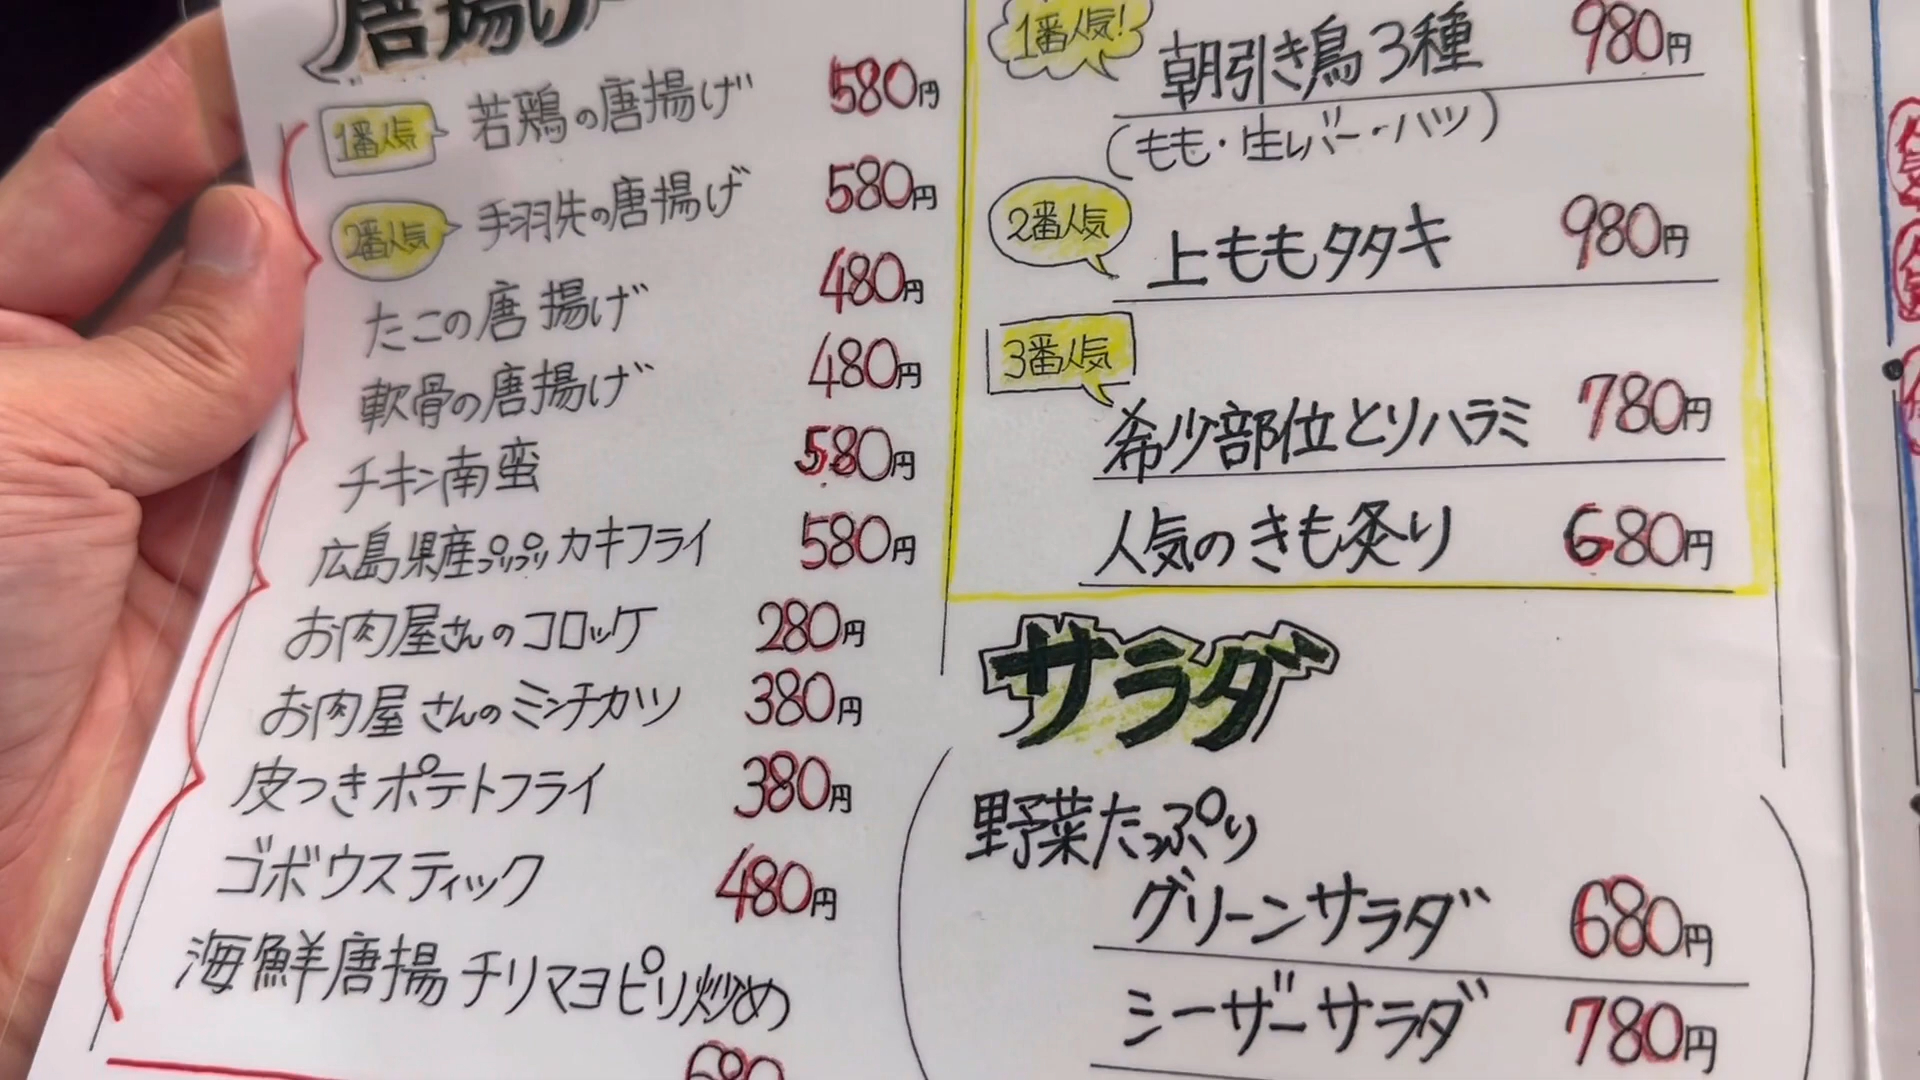 唐揚げ
1番人気 若鶏の唐揚げ 580円
2番人気 手羽先の唐揚げ 580円
たこの唐揚げ 480円
軟骨の唐揚げ 480円
チキン南蛮 580円
広島県産プリプリカキフライ 580円
お肉屋さんのコロッケ 280円
お肉屋さんのミンチカツ 380円
皮つきポテトフライ 380円
ゴボウスティック 480円
海鮮唐揚チリマヨピリ炒め
680
1番人気! 朝引き鳥3種 980円
(もも・生レバー・ハツ)
2番人気 上ももタタキ 980円
3番人気
希少部位とりハラミ 780円
人気のきも炙り 680円
サラダ
野菜たっぷり
グリーンサラダ 680円
シーザーサラダ 780円